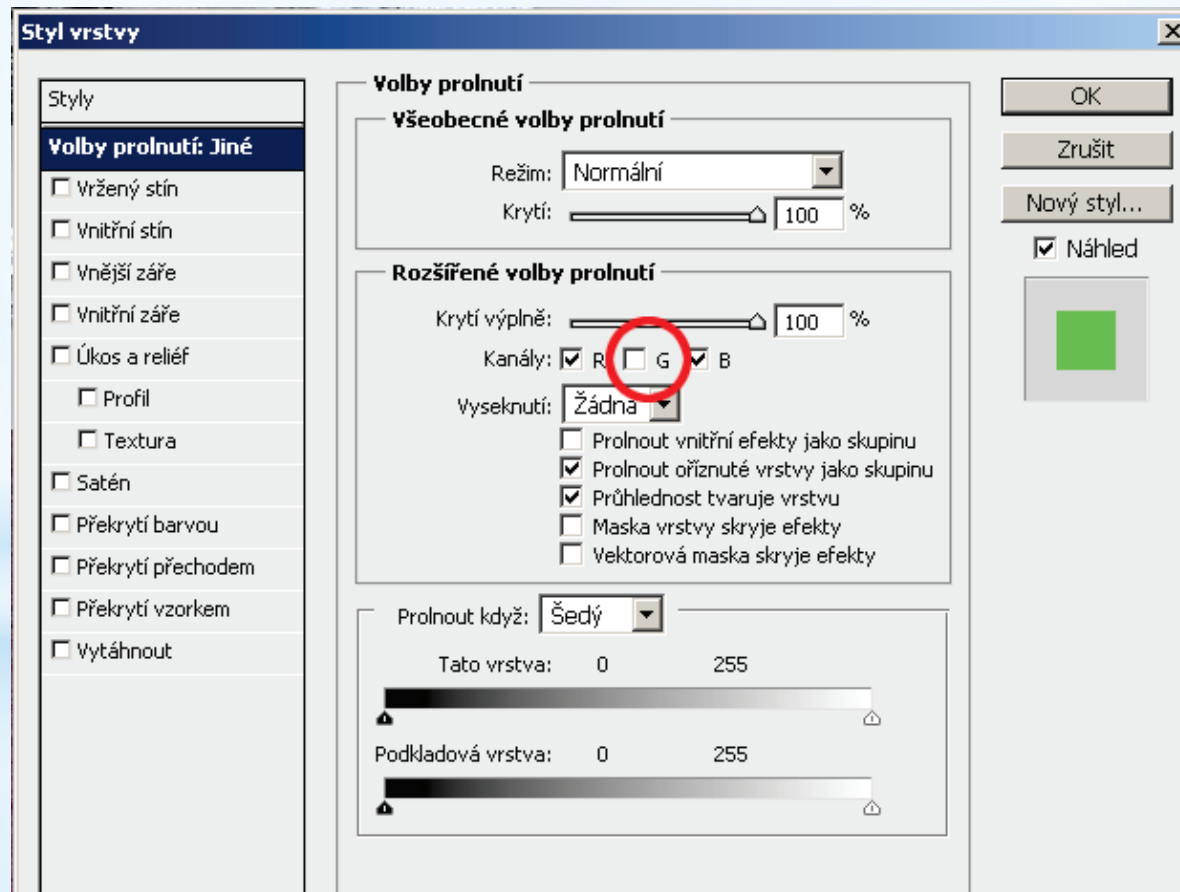 Styl vrstvy
Styly
Volby prolnutí: Jiné
Vržený stín
Vnitřní stín
Vnější záře
Vnitřní záře
Úkos a reliéf
Profil
Textura
Satén
Překrytí barvou
Překrytí přechodem
Překrytí vzorkem
Vytáhnout
Volby prolnutí
Všeobecné volby prolnutí
Režim: Normální
Krytí: 100 %
Rozšířené volby prolnutí
Krytí výplně: 100 %
Kanály: R G B
Vyseknutí: Žádná
Prolnout vnitřní efekty jako skupinu
Prolnout oříznuté vrstvy jako skupinu
Průhlednost tvaruje vrstvu
Maska vrstvy skryje efekty
Vektorová maska skryje efekty
Prolnout když: Šedý
Tato vrstva: 0 255
Podkladová vrstva: 0 255
OK
Zrušit
Nový styl...
Náhled